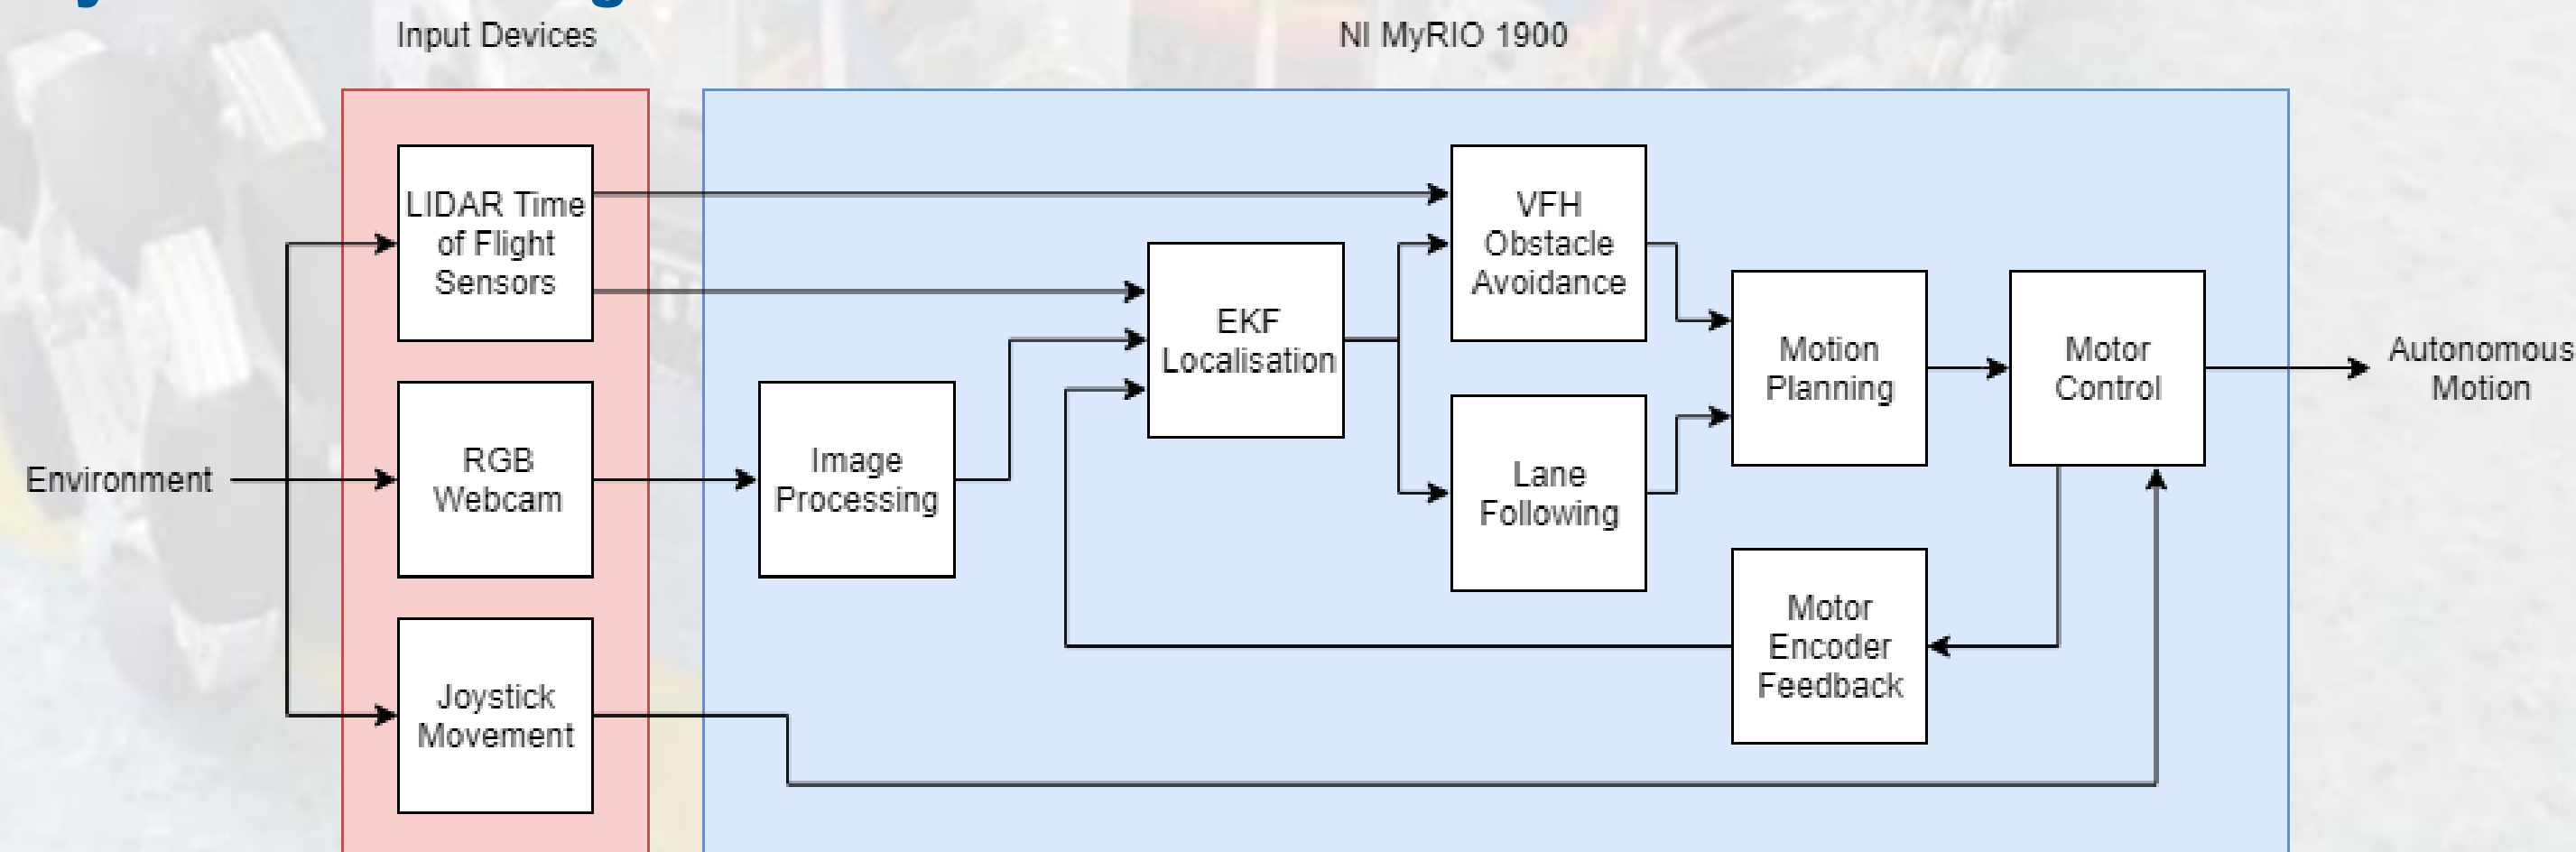 Input Devices
NI MyRIO 1900
LIDAR Time
of Flight
Sensors
VFH
Obstacle
Avoidance
EKF
Localisation
Motion
Planning
Motor
Control
Autonomous
Motion
Environment
RGB
Webcam
Image
Processing
Lane
Following
Motor
Encoder
Feedback
Joystick
Movement